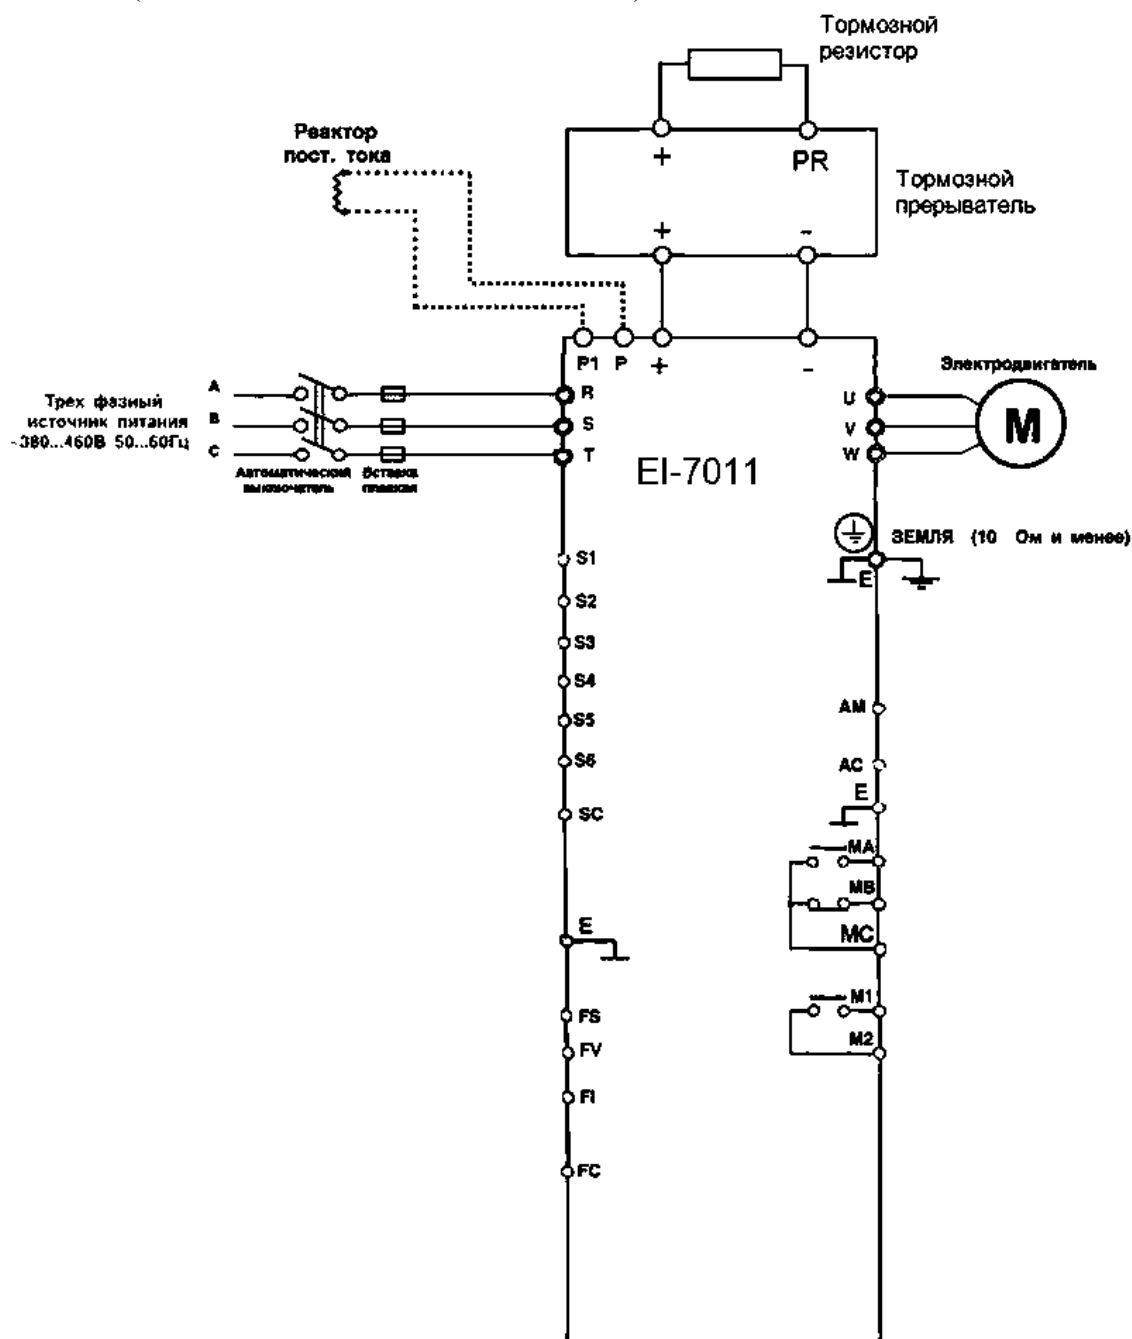 Тормозной
резистор
Реактор
пост. тока
+
PR
Тормозной
прерыватель
+
-
P1
P
+
-
Электродвигатель
A
R
U
Трех фазный
источник питания
~380...460В 50...60Гц
B
S
V
M
C
T
W
Автоматический
выключатель
Вставка
плавкая
EI-7011
ЗЕМЛЯ (10 Ом и менее)
E
S1
S2
S3
S4
S5
S6
SC
AM
AC
E
MA
MB
MC
E
M1
M2
FS
FV
FI
FC